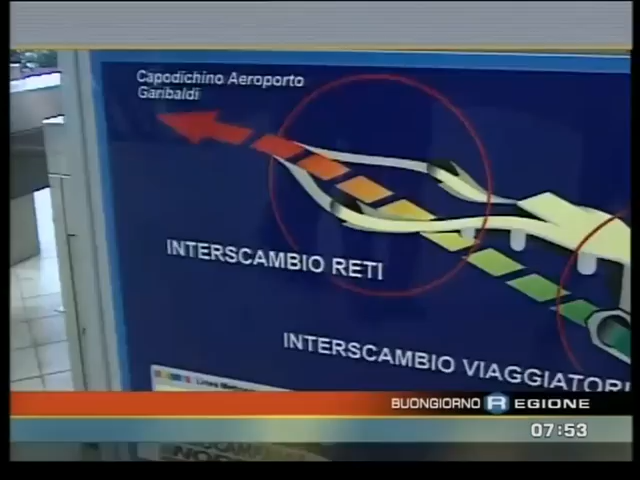 Capodichino Aeroporto
Garibaldi
INTERSCAMBIO RETI
INTERSCAMBIO VIAGGIATORI
BUONGIORNO REGIONE
07:53